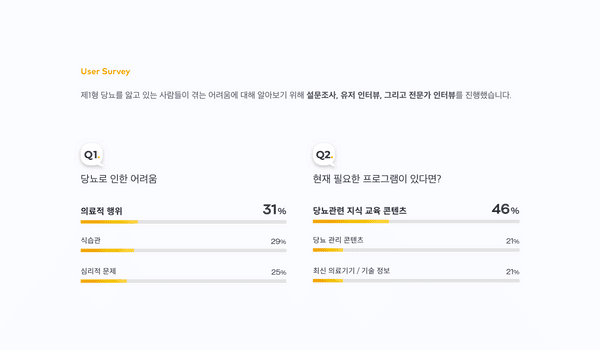 User Survey
제1형 당뇨를 앓고 있는 사람들이 겪는 어려움에 대해 알아보기 위해 설문조사, 유저 인터뷰, 그리고 전문가 인터뷰를 진행했습니다.
Q1.
당뇨로 인한 어려움
의료적 행위 31%
식습관 29%
심리적 문제 25%
Q2.
현재 필요한 프로그램이 있다면?
당뇨관련 지식 교육 콘텐츠 46%
당뇨 관리 콘텐츠 21%
최신 의료기기 / 기술 정보 21%